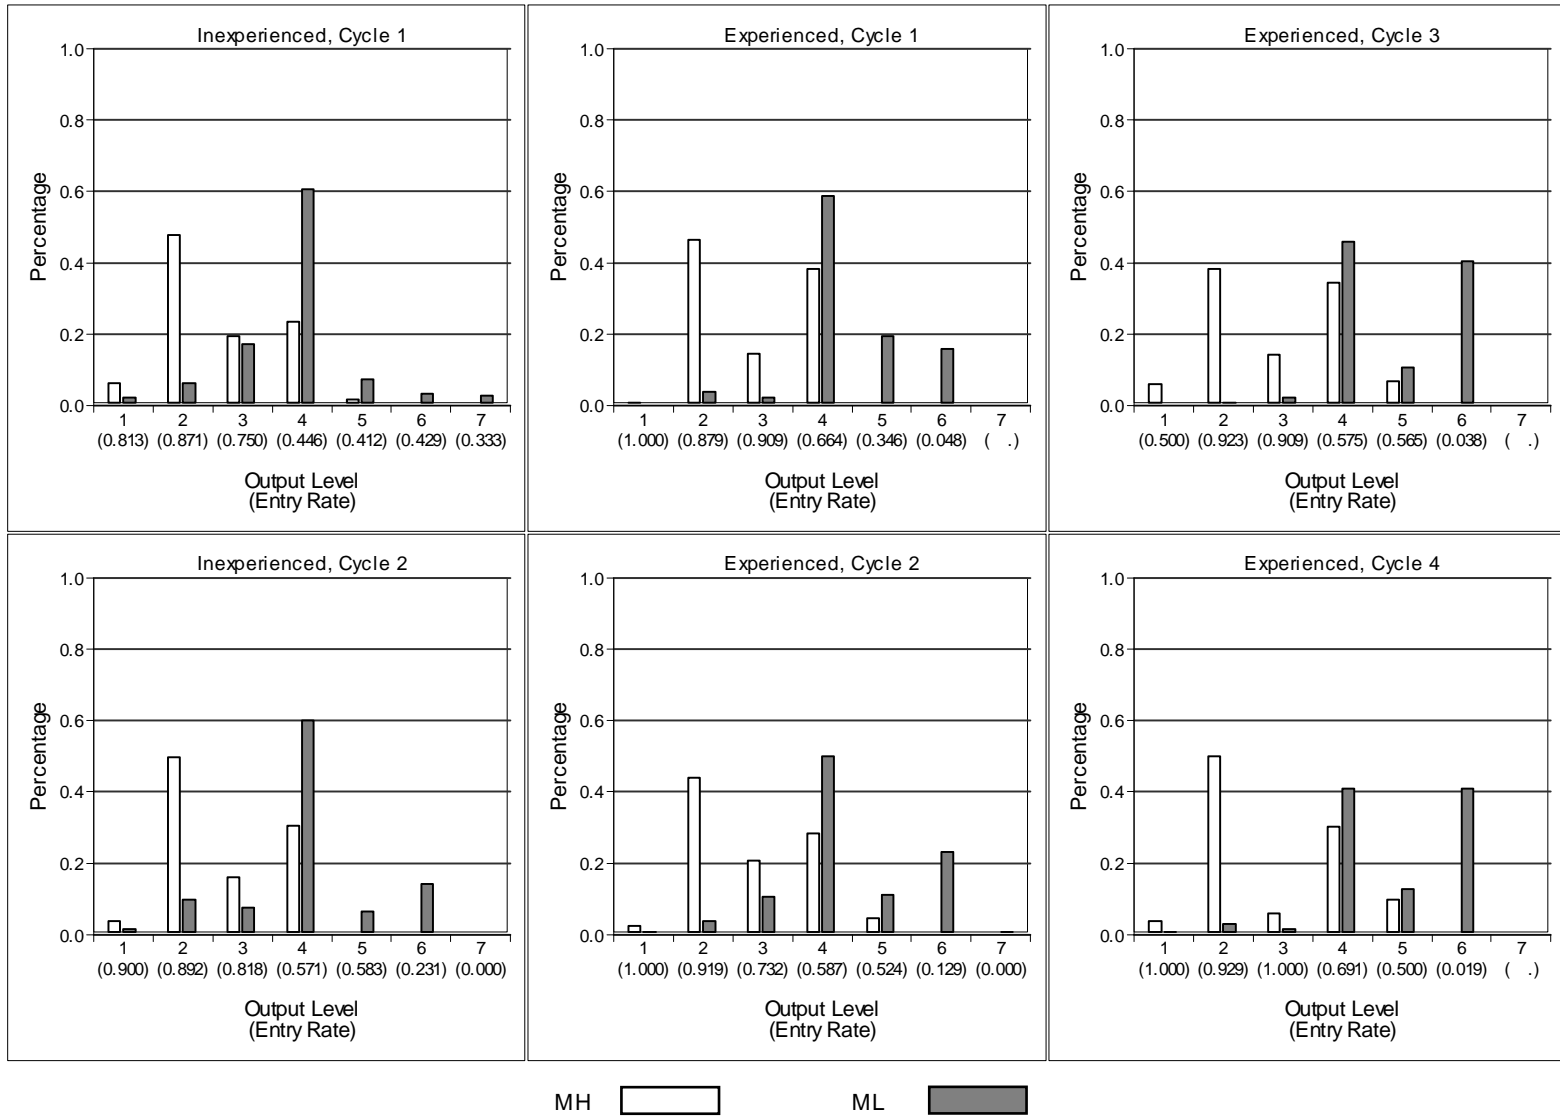 Inexperienced, Cycle 1
1.0
0.8
0.6
0.4
0.2
0.0
Percentage
1 2 3 4 5 6 7
(0.813) (0.871) (0.750) (0.446) (0.412) (0.429) (0.333)
Output Level
(Entry Rate)
Experienced, Cycle 1
1.0
0.8
0.6
0.4
0.2
0.0
Percentage
1 2 3 4 5 6 7
(1.000) (0.879) (0.909) (0.664) (0.346) (0.048) ( .)
Output Level
(Entry Rate)
Experienced, Cycle 3
1.0
0.8
0.6
0.4
0.2
0.0
Percentage
1 2 3 4 5 6 7
(0.500) (0.923) (0.909) (0.575) (0.565) (0.038) ( .)
Output Level
(Entry Rate)
Inexperienced, Cycle 2
1.0
0.8
0.6
0.4
0.2
0.0
Percentage
1 2 3 4 5 6 7
(0.900) (0.892) (0.818) (0.571) (0.583) (0.231) (0.000)
Output Level
(Entry Rate)
Experienced, Cycle 2
1.0
0.8
0.6
0.4
0.2
0.0
Percentage
1 2 3 4 5 6 7
(1.000) (0.919) (0.732) (0.587) (0.524) (0.129) (0.000)
Output Level
(Entry Rate)
Experienced, Cycle 4
1.0
0.8
0.6
0.4
0.2
0.0
Percentage
1 2 3 4 5 6 7
(1.000) (0.929) (1.000) (0.691) (0.500) (0.019) ( .)
Output Level
(Entry Rate)
MH ML